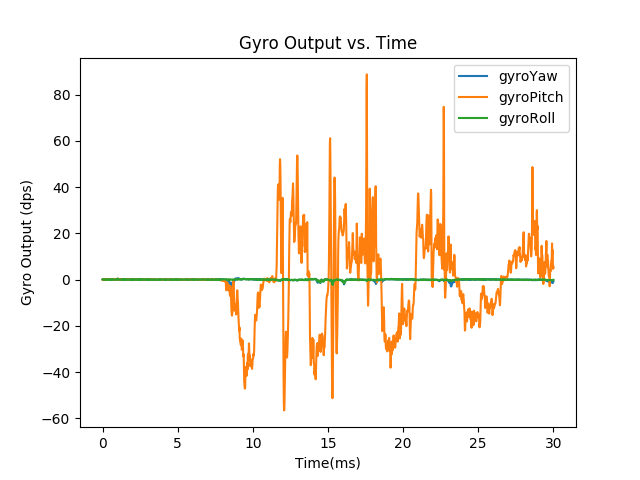 Gyro Output vs. Time
gyroYaw
gyroPitch
gyroRoll
Gyro Output (dps)
80
60
40
20
0
−20
−40
−60
0 5 10 15 20 25 30
Time(ms)